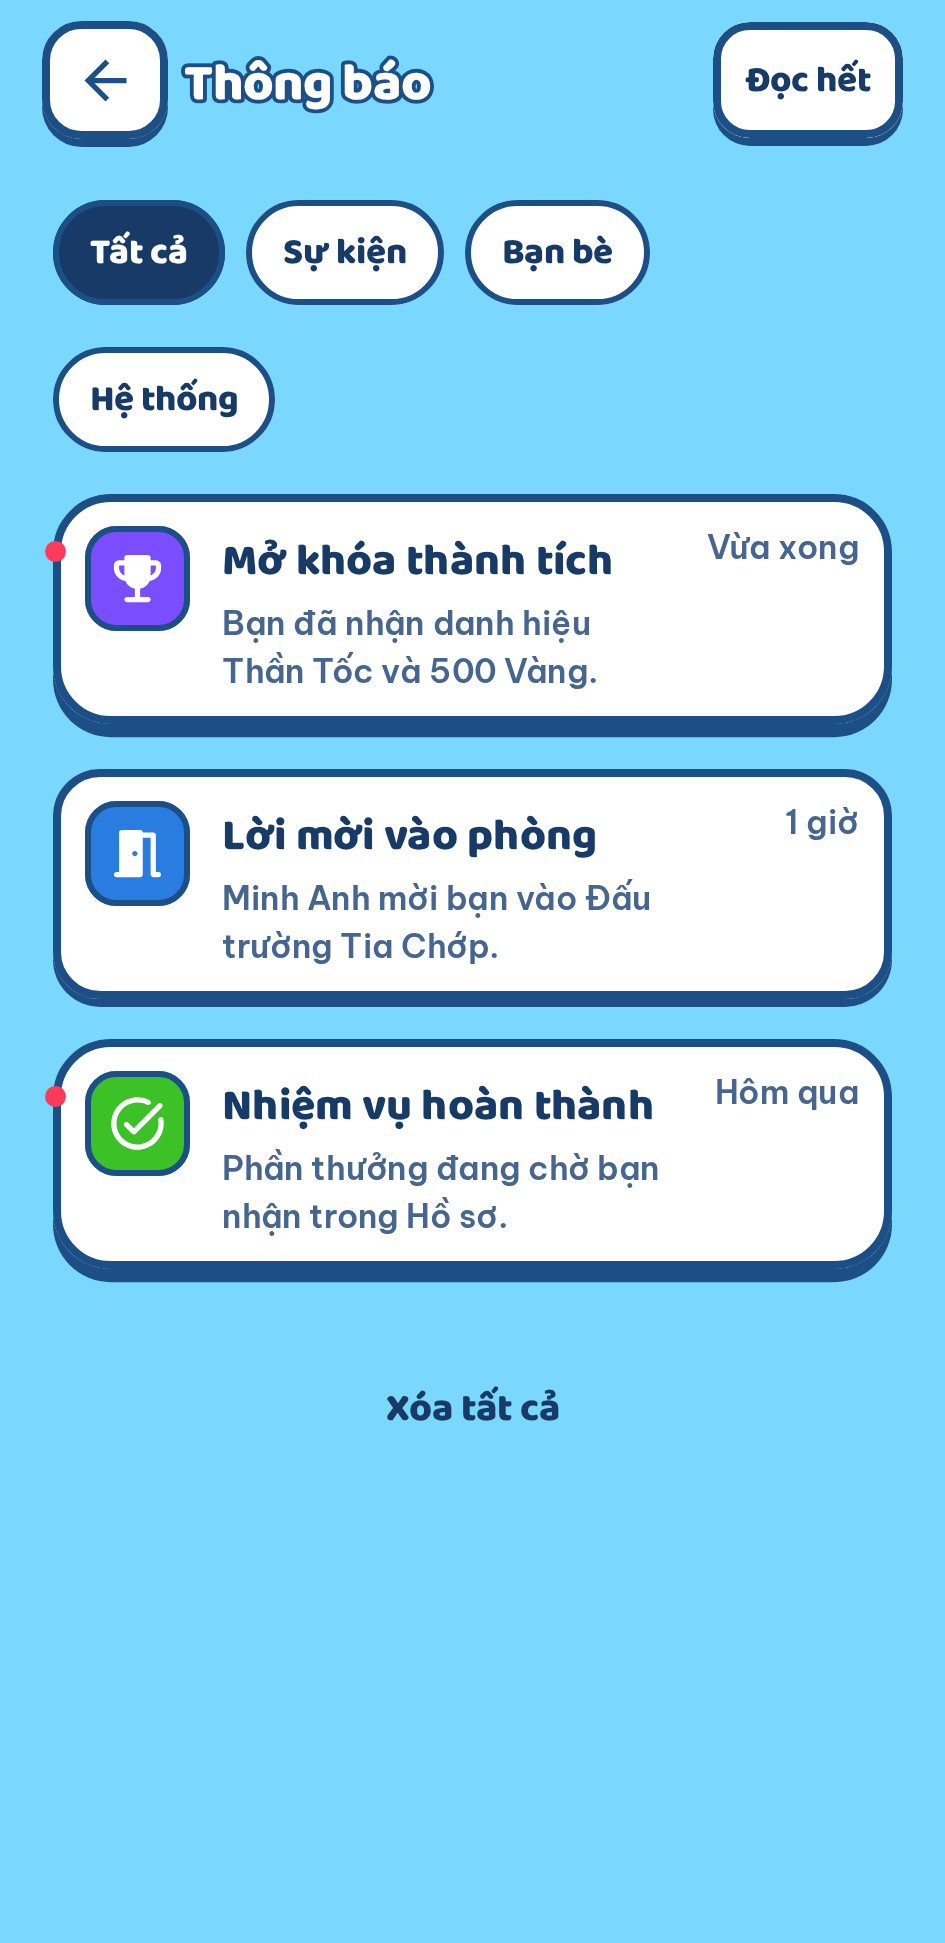 Thông báo
Đọc hết
Tất cả
Sự kiện
Bạn bè
Hệ thống
Mở khóa thành tích
Vừa xong
Bạn đã nhận danh hiệu
Thần Tốc và 500 Vàng.
Lời mời vào phòng
1 giờ
Minh Anh mời bạn vào Đấu
trường Tia Chớp.
Nhiệm vụ hoàn thành
Hôm qua
Phần thưởng đang chờ bạn
nhận trong Hồ sơ.
Xóa tất cả